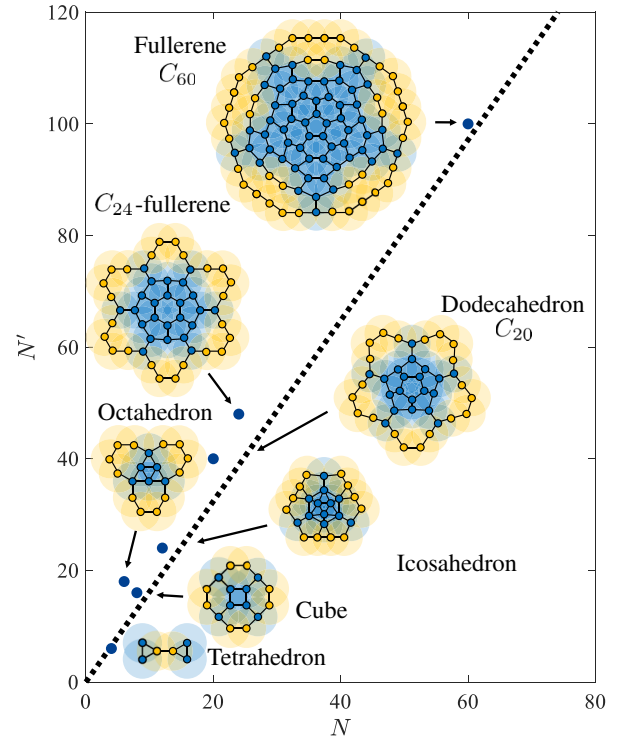 120
100
80
60
40
20
0
N′
Fullerene
C₆₀
C₂₄-fullerene
Dodecahedron
C₂₀
Octahedron
Icosahedron
Cube
Tetrahedron
0 20 40 60 80
N